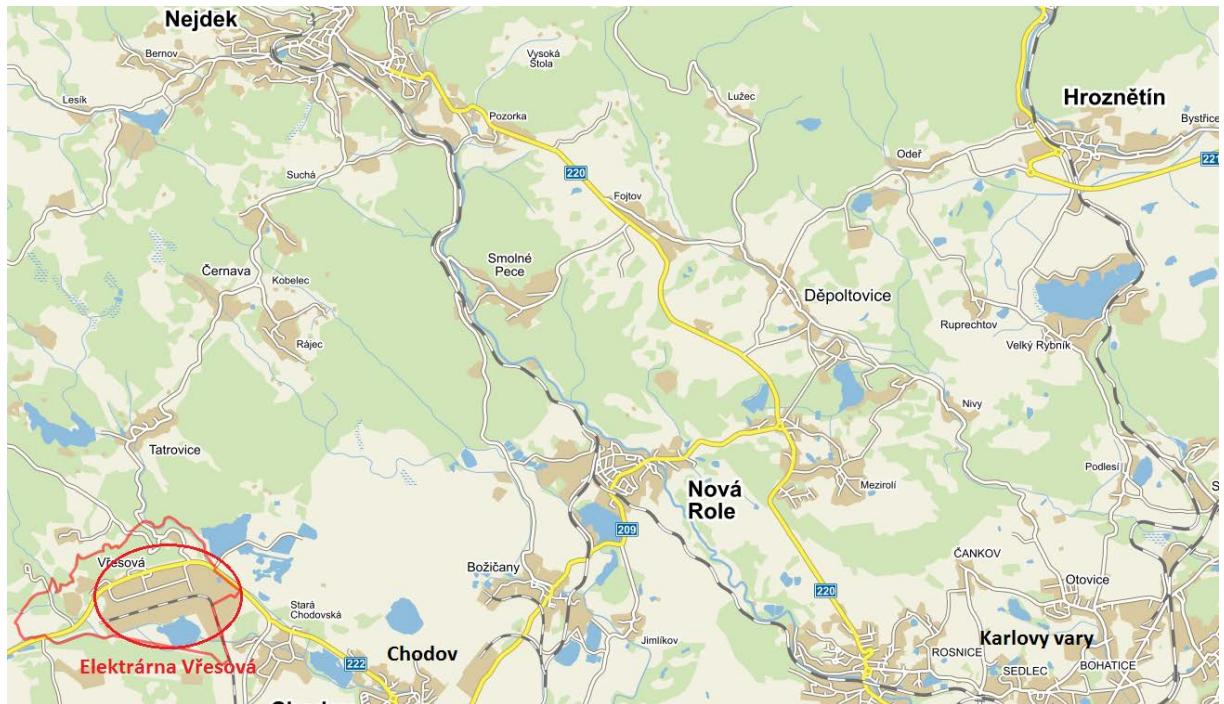 Nejdek
Bernov
Vysoká
Štola
Lesík
Lužec
Hroznětín
Pozorka
Bystřice
Odeř
220
221
Suchá
Fojtov
Smolné
Pece
Černava
Kobelec
Děpoltovice
Ruprechtov
Rájec
Velký Rybník
Nivy
Tatrovice
Podlesí
Mezirolí
Nová
Role
209
Vřesová
ČANKOV
Božičany
Otovice
220
Stará
Chodovská
Jimlíkov
Karlovy vary
Chodov
ROSNICE
BOHATICE
Elektrárna Vřesová
222
SEDLEC